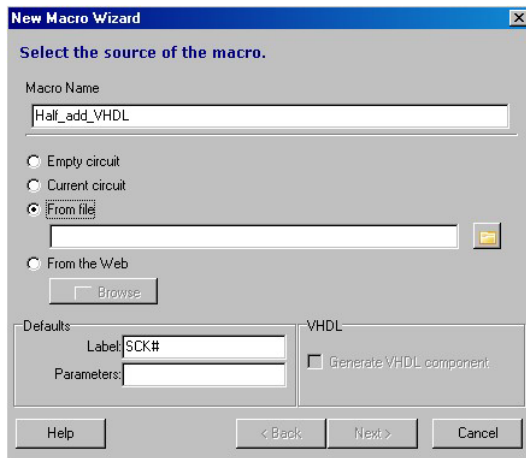 New Macro Wizard
Select the source of the macro.
Macro Name
Half_add_VHDL
Empty circuit
Current circuit
From file
From the Web
Browse
Defaults
Label: SCK#
Parameters:
VHDL
Generate VHDL component
Help
< Back
Next >
Cancel